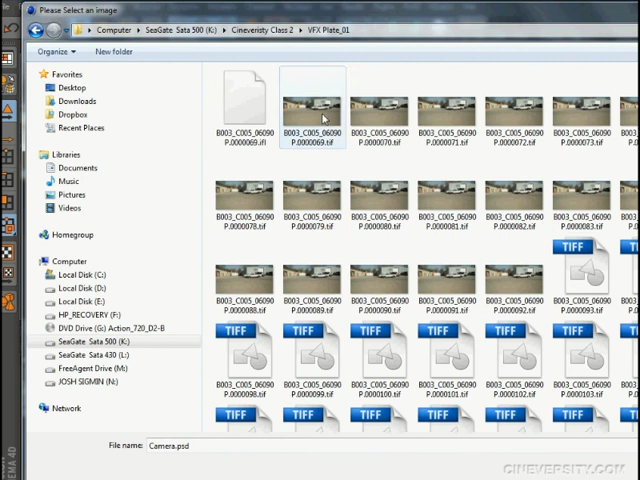 Please Select an image
Computer SeaGate Sata 500 (K:) Cineveristy Class 2 VFX Plate_01
Organize New folder
Favorites
Desktop
Downloads
Dropbox
Recent Places
Libraries
Documents
Music
Pictures
Videos
Homegroup
Computer
Local Disk (C:)
Local Disk (D:)
Local Disk (E:)
HP_RECOVERY (F:)
DVD Drive (G:) Action_720_D2-B
SeaGate Sata 500 (K:)
SeaGate Sata 430 (L:)
FreeAgent Drive (M:)
JOSH SIGMIN (N:)
Network
B003_C005_06090 B003_C005_06090 B003_C005_06090 B003_C005_06090 B003_C005_06090 B003_C005_06090
P.0000069.ifl P.0000069.tif P.0000070.tif P.0000071.tif P.0000072.tif P.0000073.tif
B003_C005_06090 B003_C005_06090 B003_C005_06090 B003_C005_06090 B003_C005_06090 B003_C005_06090
P.0000078.tif P.0000079.tif P.0000080.tif P.0000081.tif P.0000082.tif P.0000083.tif
TIFF
B003_C005_06090 B003_C005_06090 B003_C005_06090 B003_C005_06090 B003_C005_06090 B003_C005_06090
P.0000088.tif P.0000089.tif P.0000090.tif P.0000091.tif P.0000092.tif P.0000093.tif
TIFF TIFF TIFF TIFF TIFF TIFF
B003_C005_06090 B003_C005_06090 B003_C005_06090 B003_C005_06090 B003_C005_06090 B003_C005_06090
P.0000098.tif P.0000099.tif P.0000100.tif P.0000101.tif P.0000102.tif P.0000103.tif
TIFF TIFF TIFF TIFF TIFF TIFF
File name: Camera.psd
EMA 4D
CINEVERSITY.COM